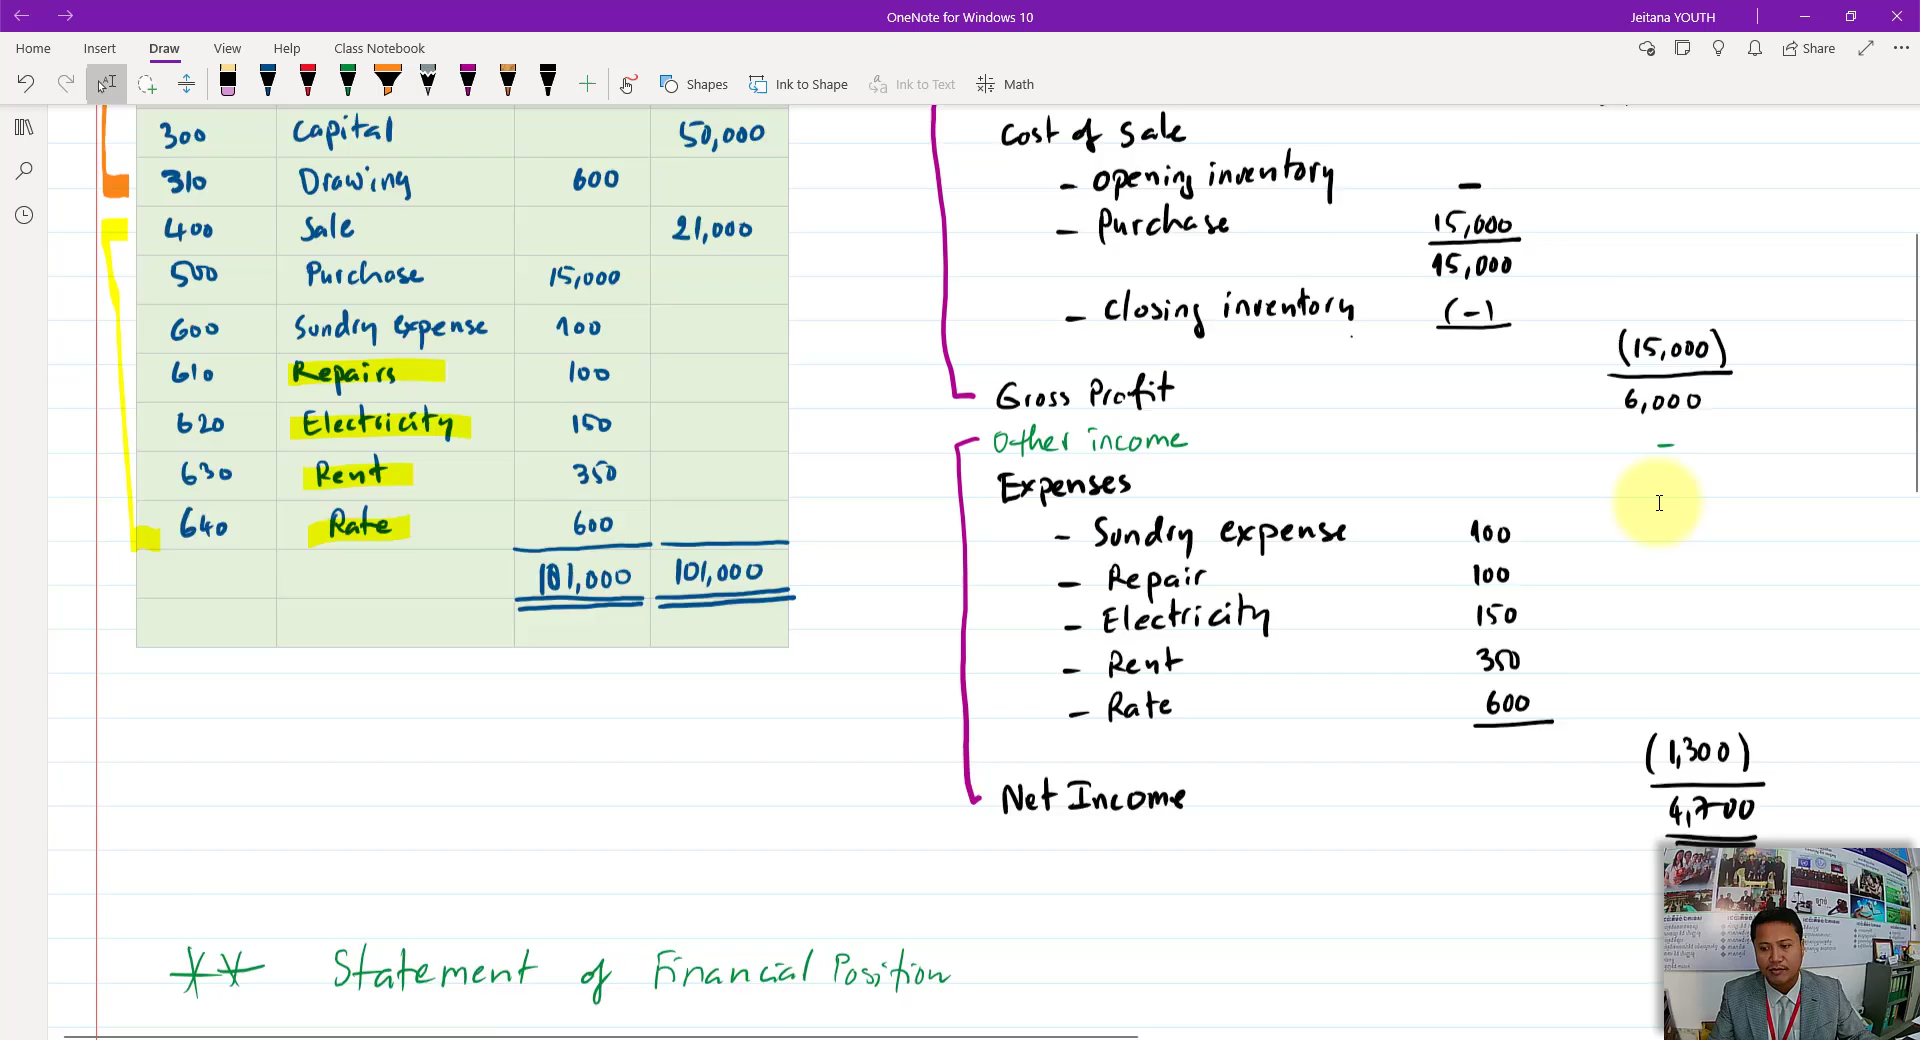 OneNote for Windows 10
Jeitana YOUTH
Home Insert Draw View Help Class Notebook
Share
Shapes Ink to Shape Ink to Text Math
300 Capital 50,000
310 Drawing 600
400 Sale 21,000
500 Purchase 15,000
600 Sundry expense 100
610 Repairs 100
620 Electricity 150
630 Rent 350
640 Rate 600
101,000 101,000
Cost of Sale
- opening inventory -
- Purchase 15,000
15,000
- Closing inventory (-)
(15,000)
Gross Profit 6,000
Other income -
Expenses
- Sundry expense 100
- Repair 100
- Electricity 150
- Rent 350
- Rate 600
(1,300)
Net Income 4,700
** Statement of Financial Position